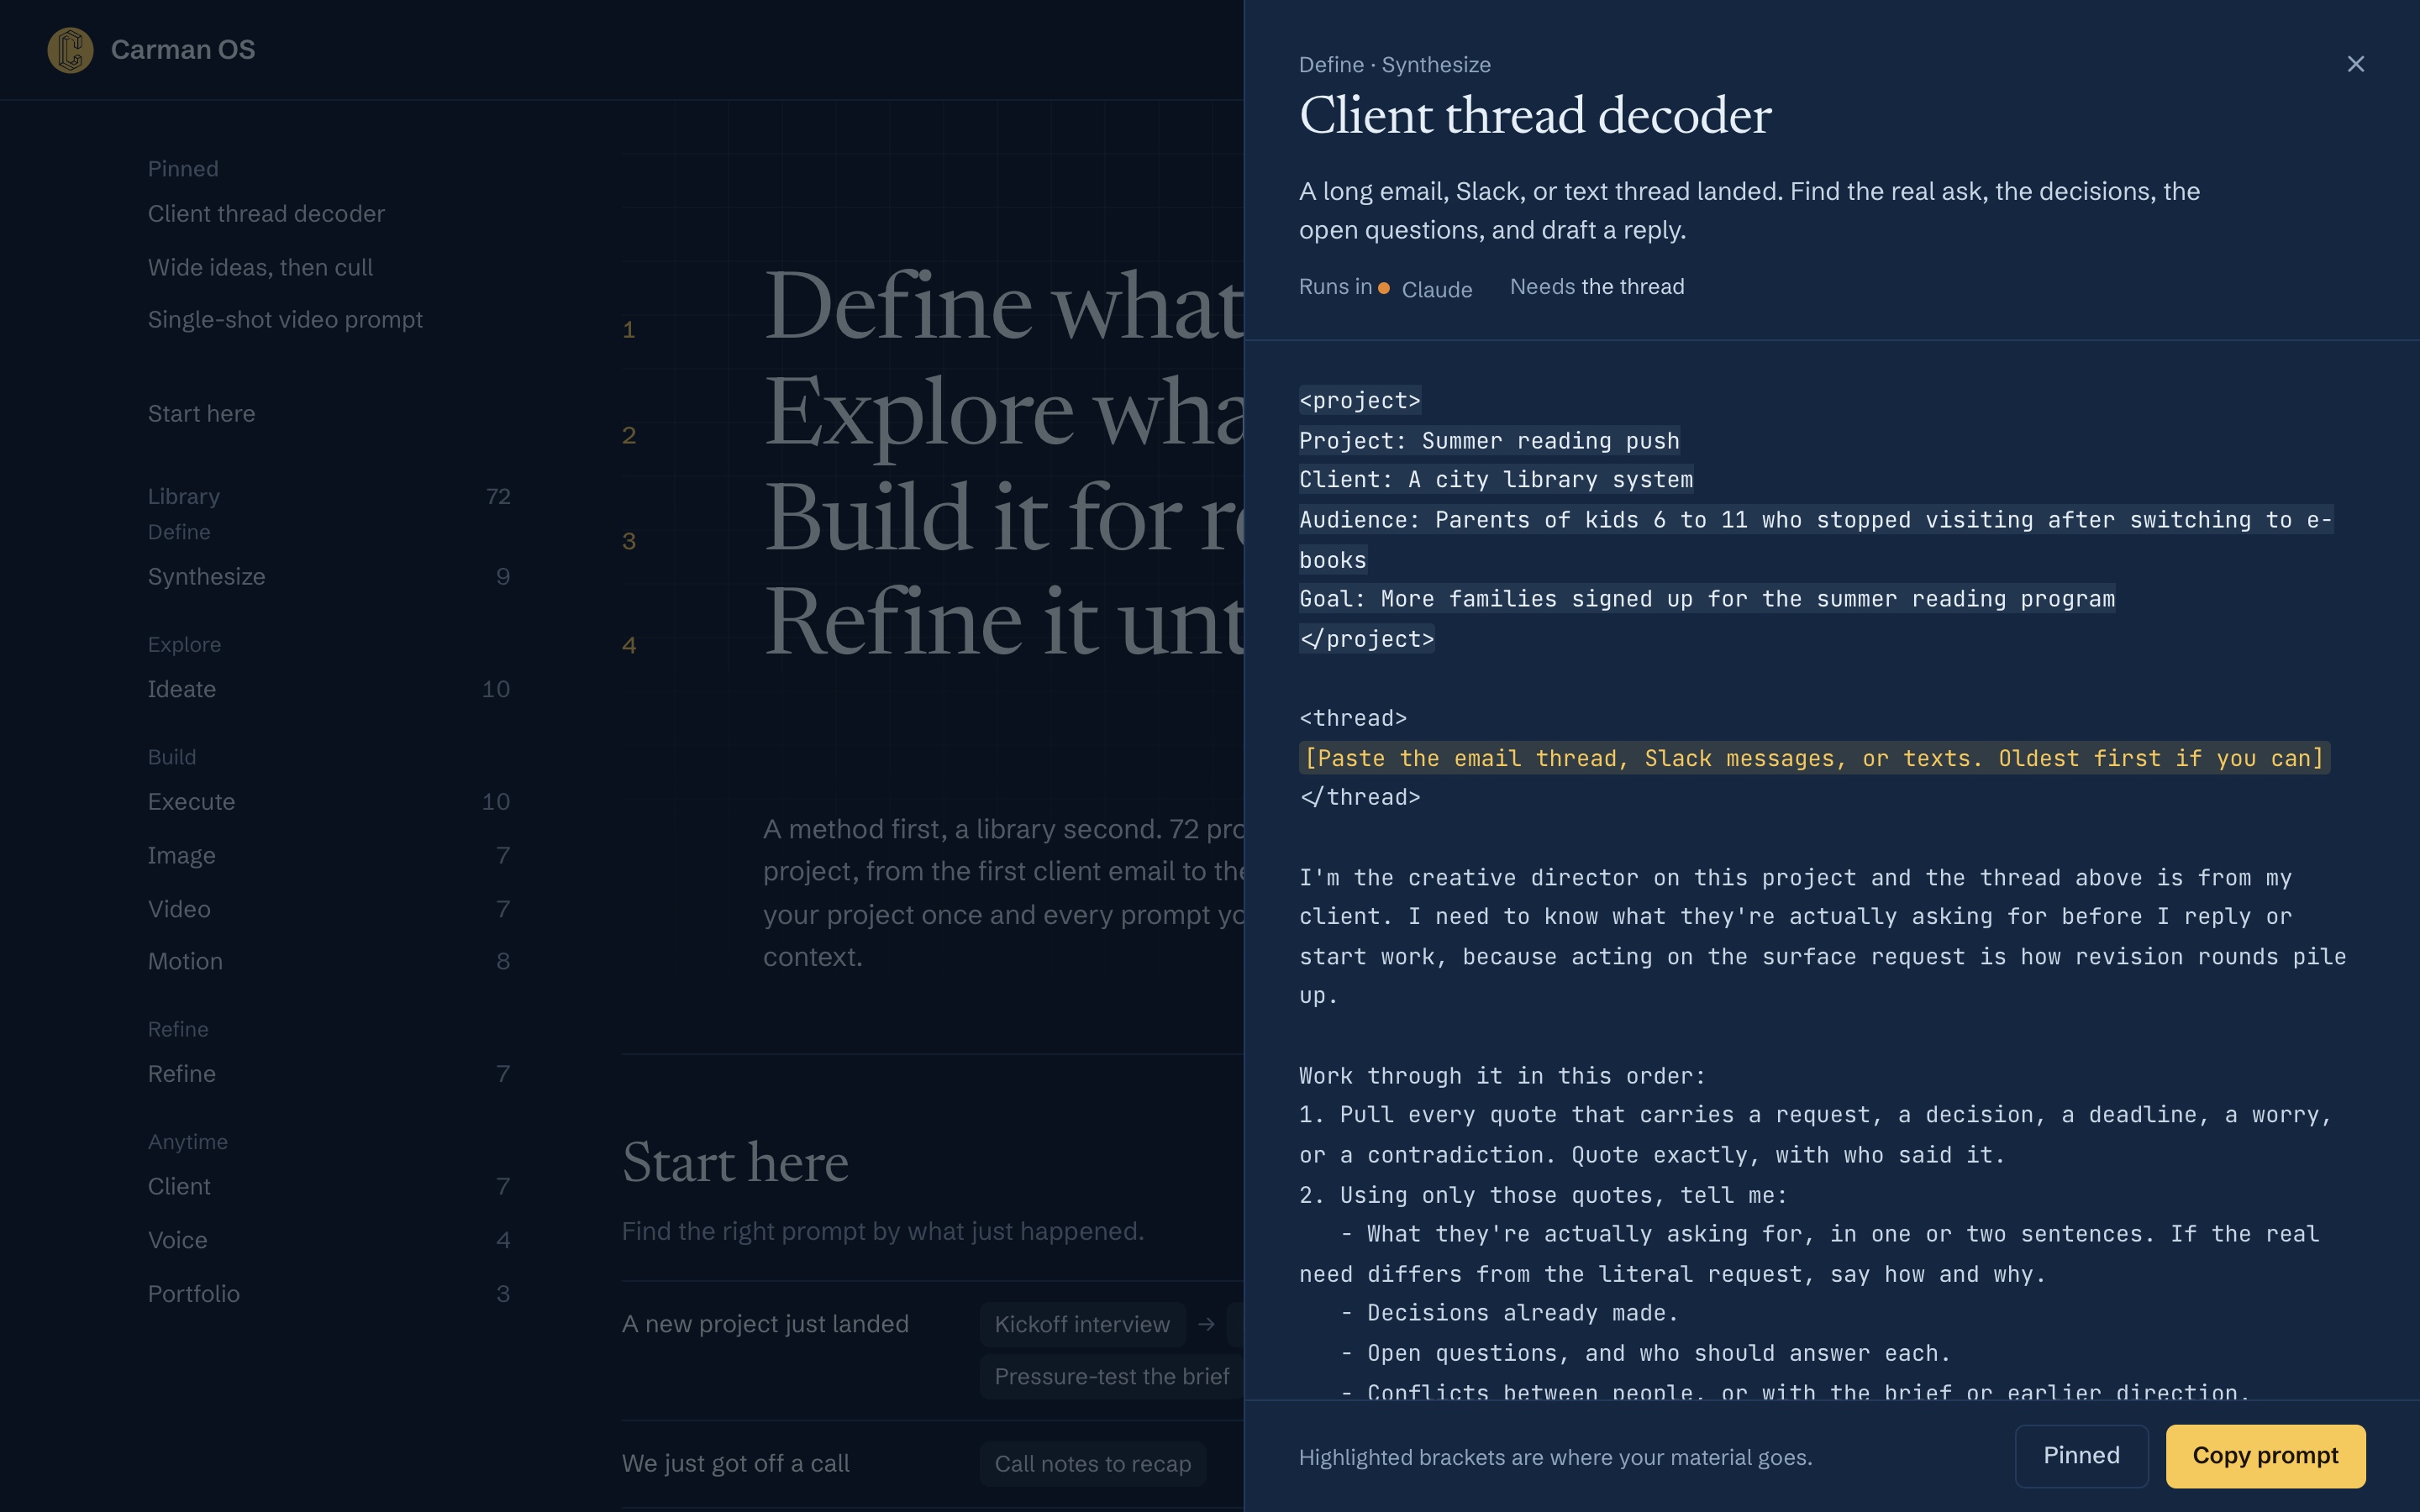 Carman OS
Pinned
Client thread decoder
Wide ideas, then cull
Single-shot video prompt
Start here
Library 72
Define
Synthesize 9
Explore
Ideate 10
Build
Execute 10
Image 7
Video 7
Motion 8
Refine
Refine 7
Anytime
Client 7
Voice 4
Portfolio 3
1 Define what
2 Explore wha
3 Build it for r
4 Refine it unt
A method first, a library second. 72 pro
project, from the first client email to the
your project once and every prompt yo
context.
Start here
Find the right prompt by what just happened.
A new project just landed Kickoff interview →
Pressure-test the brief
We just got off a call Call notes to recap
Define · Synthesize
Client thread decoder
A long email, Slack, or text thread landed. Find the real ask, the decisions, the
open questions, and draft a reply.
Runs in Claude Needs the thread
<project>
Project: Summer reading push
Client: A city library system
Audience: Parents of kids 6 to 11 who stopped visiting after switching to e-
books
Goal: More families signed up for the summer reading program
</project>
<thread>
[Paste the email thread, Slack messages, or texts. Oldest first if you can]
</thread>
I'm the creative director on this project and the thread above is from my
client. I need to know what they're actually asking for before I reply or
start work, because acting on the surface request is how revision rounds pile
up.
Work through it in this order:
1. Pull every quote that carries a request, a decision, a deadline, a worry,
or a contradiction. Quote exactly, with who said it.
2. Using only those quotes, tell me:
- What they're actually asking for, in one or two sentences. If the real
need differs from the literal request, say how and why.
- Decisions already made.
- Open questions, and who should answer each.
- Conflicts between people, or with the brief or earlier direction.
Highlighted brackets are where your material goes.
Pinned
Copy prompt